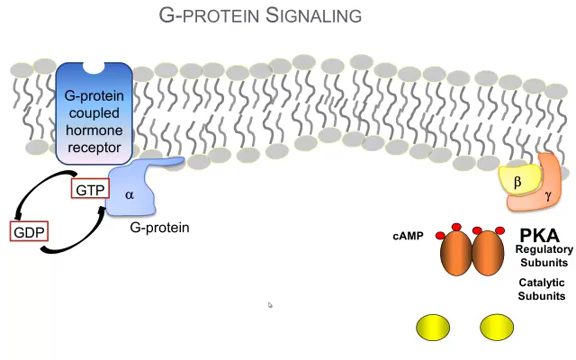 G-PROTEIN SIGNALING
G-protein
coupled
hormone
receptor
GTP
α
GDP
G-protein
β
γ
cAMP
PKA
Regulatory
Subunits
Catalytic
Subunits